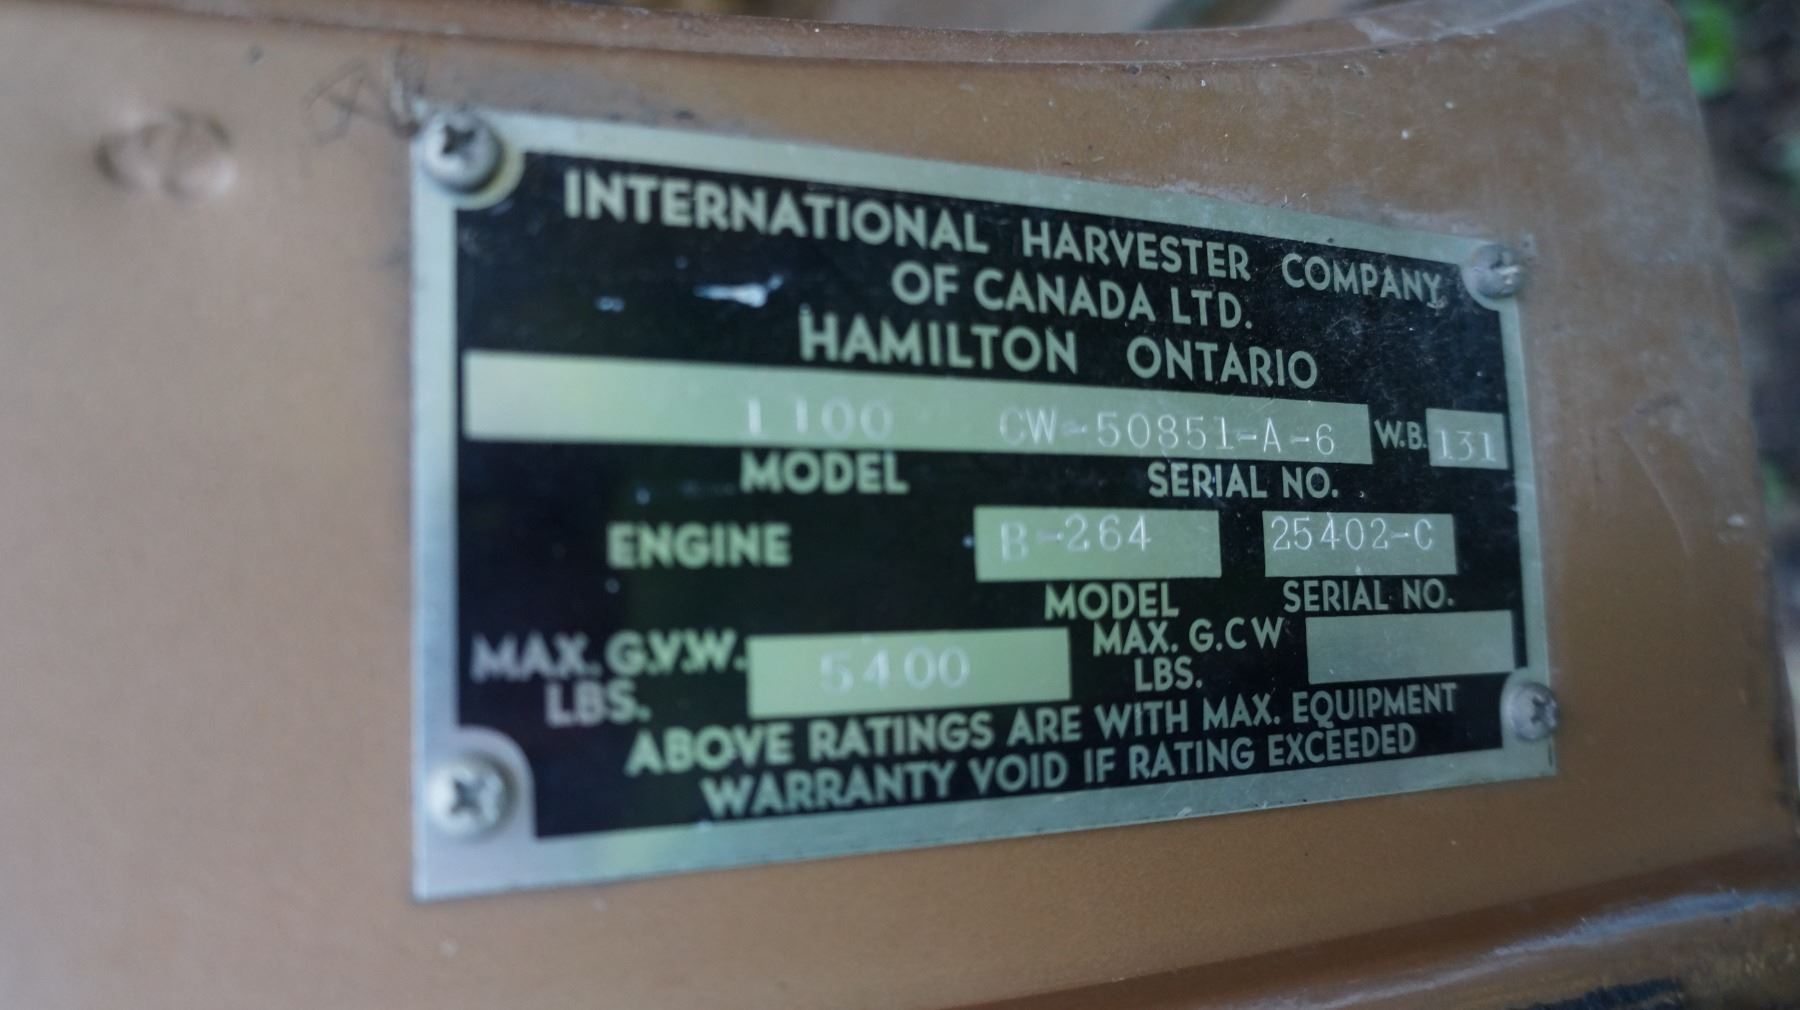 INTERNATIONAL HARVESTER COMPANY
OF CANADA LTD.
HAMILTON ONTARIO
1100 CW-50851-A-6 W.B. 131
MODEL SERIAL NO.
ENGINE B-264 25402-C
MODEL SERIAL NO.
MAX. G.V.W. LBS. 5400 MAX. G.C W LBS.
ABOVE RATINGS ARE WITH MAX. EQUIPMENT
WARRANTY VOID IF RATING EXCEEDED